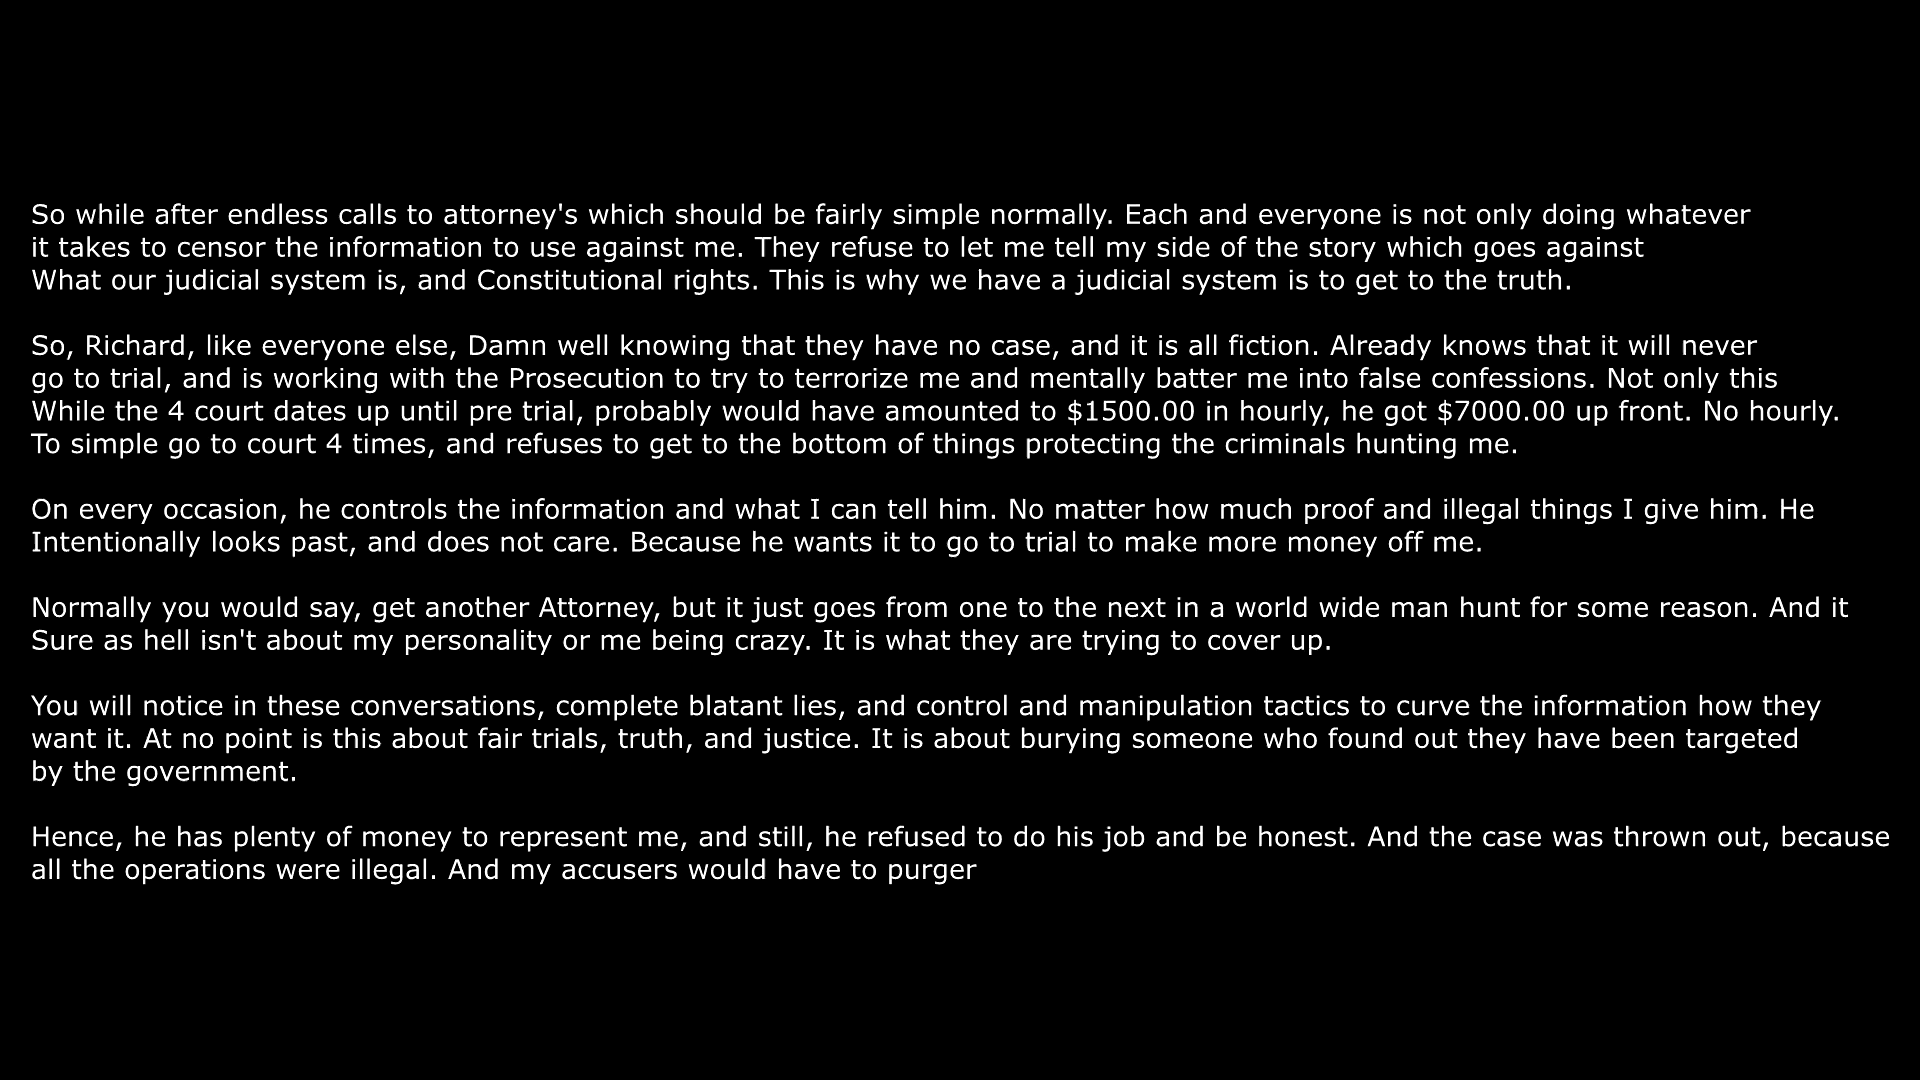 So while after endless calls to attorney's which should be fairly simple normally. Each and everyone is not only doing whatever
it takes to censor the information to use against me. They refuse to let me tell my side of the story which goes against
What our judicial system is, and Constitutional rights. This is why we have a judicial system is to get to the truth.
So, Richard, like everyone else, Damn well knowing that they have no case, and it is all fiction. Already knows that it will never
go to trial, and is working with the Prosecution to try to terrorize me and mentally batter me into false confessions. Not only this
While the 4 court dates up until pre trial, probably would have amounted to $1500.00 in hourly, he got $7000.00 up front. No hourly.
To simple go to court 4 times, and refuses to get to the bottom of things protecting the criminals hunting me.
On every occasion, he controls the information and what I can tell him. No matter how much proof and illegal things I give him. He
Intentionally looks past, and does not care. Because he wants it to go to trial to make more money off me.
Normally you would say, get another Attorney, but it just goes from one to the next in a world wide man hunt for some reason. And it
Sure as hell isn't about my personality or me being crazy. It is what they are trying to cover up.
You will notice in these conversations, complete blatant lies, and control and manipulation tactics to curve the information how they
want it. At no point is this about fair trials, truth, and justice. It is about burying someone who found out they have been targeted
by the government.
Hence, he has plenty of money to represent me, and still, he refused to do his job and be honest. And the case was thrown out, because
all the operations were illegal. And my accusers would have to purger